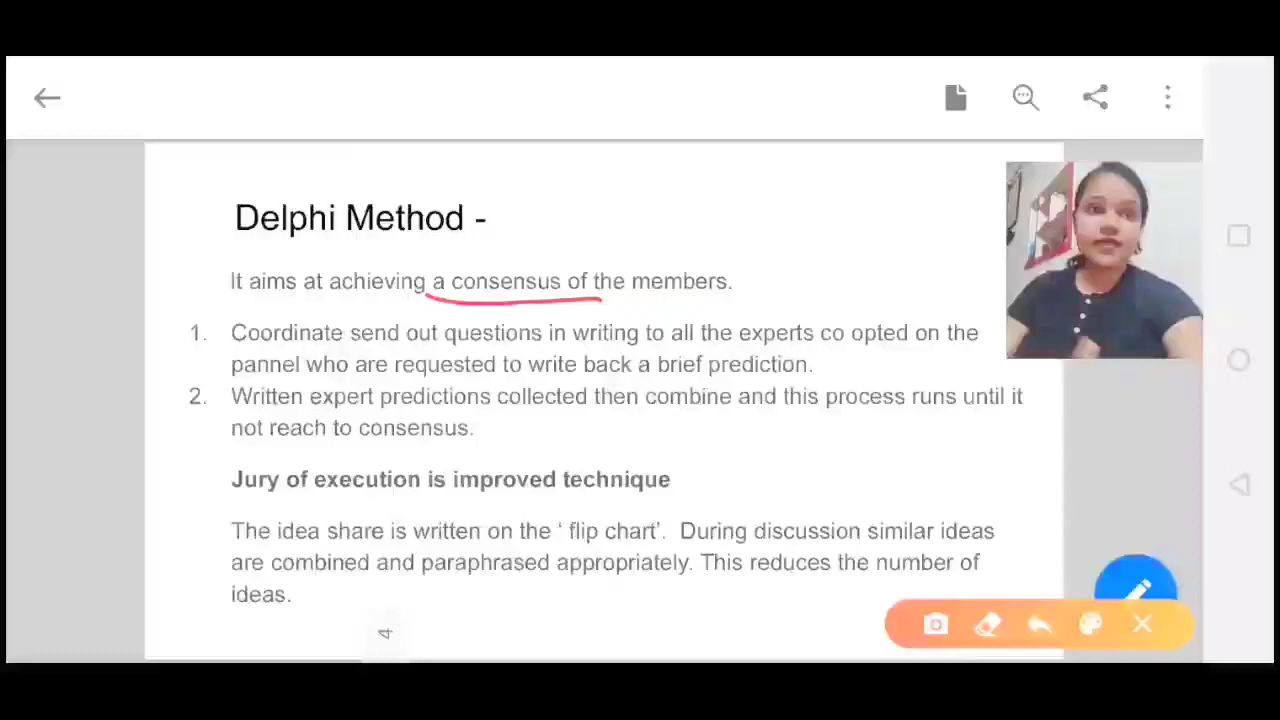 Delphi Method -
It aims at achieving a consensus of the members.
1. Coordinate send out questions in writing to all the experts co opted on the
pannel who are requested to write back a brief prediction.
2. Written expert predictions collected then combine and this process runs until it
not reach to consensus.
Jury of execution is improved technique
The idea share is written on the ‘ flip chart’. During discussion similar ideas
are combined and paraphrased appropriately. This reduces the number of
ideas.
4